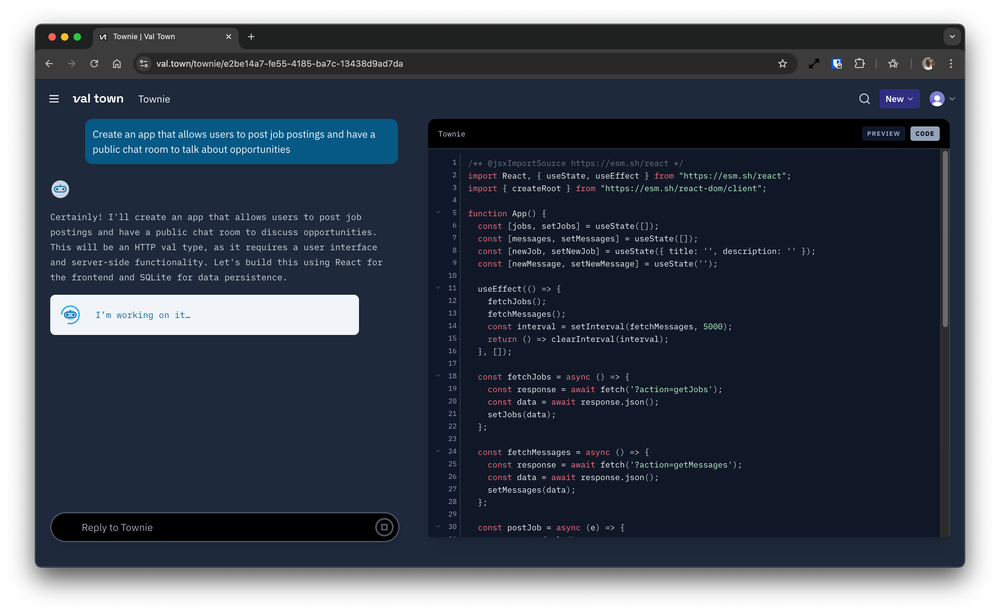 Townie | Val Town
val.town/townie/e2be14a7-fe55-4185-ba7c-13438d9ad7da
val town Townie
New
Create an app that allows users to post job postings and have a
public chat room to talk about opportunities
Certainly! I'll create an app that allows users to post job
postings and have a public chat room to discuss opportunities.
This will be an HTTP val type, as it requires a user interface
and server-side functionality. Let's build this using React for
the frontend and SQLite for data persistence.
I'm working on it…
Reply to Townie
Townie
PREVIEW CODE
1 /** @jsxImportSource https://esm.sh/react */
2 import React, { useState, useEffect } from "https://esm.sh/react";
3 import { createRoot } from "https://esm.sh/react-dom/client";
4
5 function App() {
6 const [jobs, setJobs] = useState([]);
7 const [messages, setMessages] = useState([]);
8 const [newJob, setNewJob] = useState({ title: '', description: '' });
9 const [newMessage, setNewMessage] = useState('');
10
11 useEffect(() => {
12 fetchJobs();
13 fetchMessages();
14 const interval = setInterval(fetchMessages, 5000);
15 return () => clearInterval(interval);
16 }, []);
17
18 const fetchJobs = async () => {
19 const response = await fetch('?action=getJobs');
20 const data = await response.json();
21 setJobs(data);
22 };
23
24 const fetchMessages = async () => {
25 const response = await fetch('?action=getMessages');
26 const data = await response.json();
27 setMessages(data);
28 };
29
30 const postJob = async (e) => {